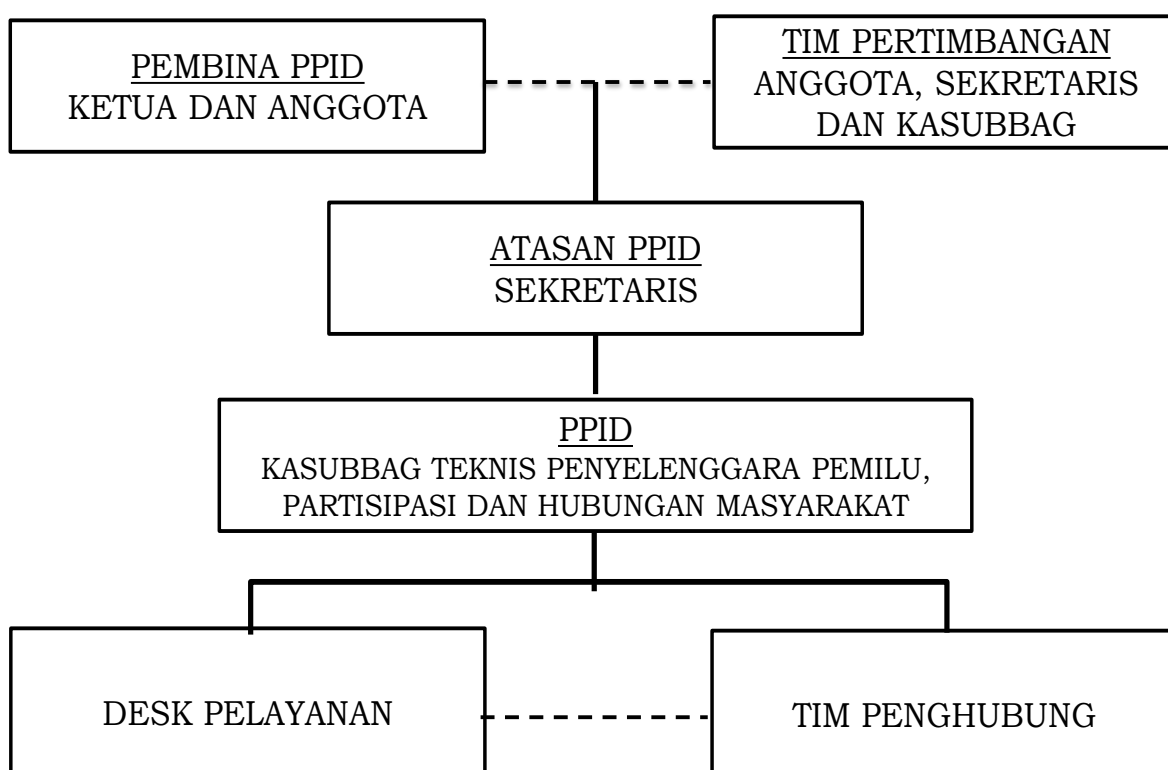 PEMBINA PPID
KETUA DAN ANGGOTA
TIM PERTIMBANGAN
ANGGOTA, SEKRETARIS
DAN KASUBBAG
ATASAN PPID
SEKRETARIS
PPID
KASUBBAG TEKNIS PENYELENGGARA PEMILU,
PARTISIPASI DAN HUBUNGAN MASYARAKAT
DESK PELAYANAN
TIM PENGHUBUNG